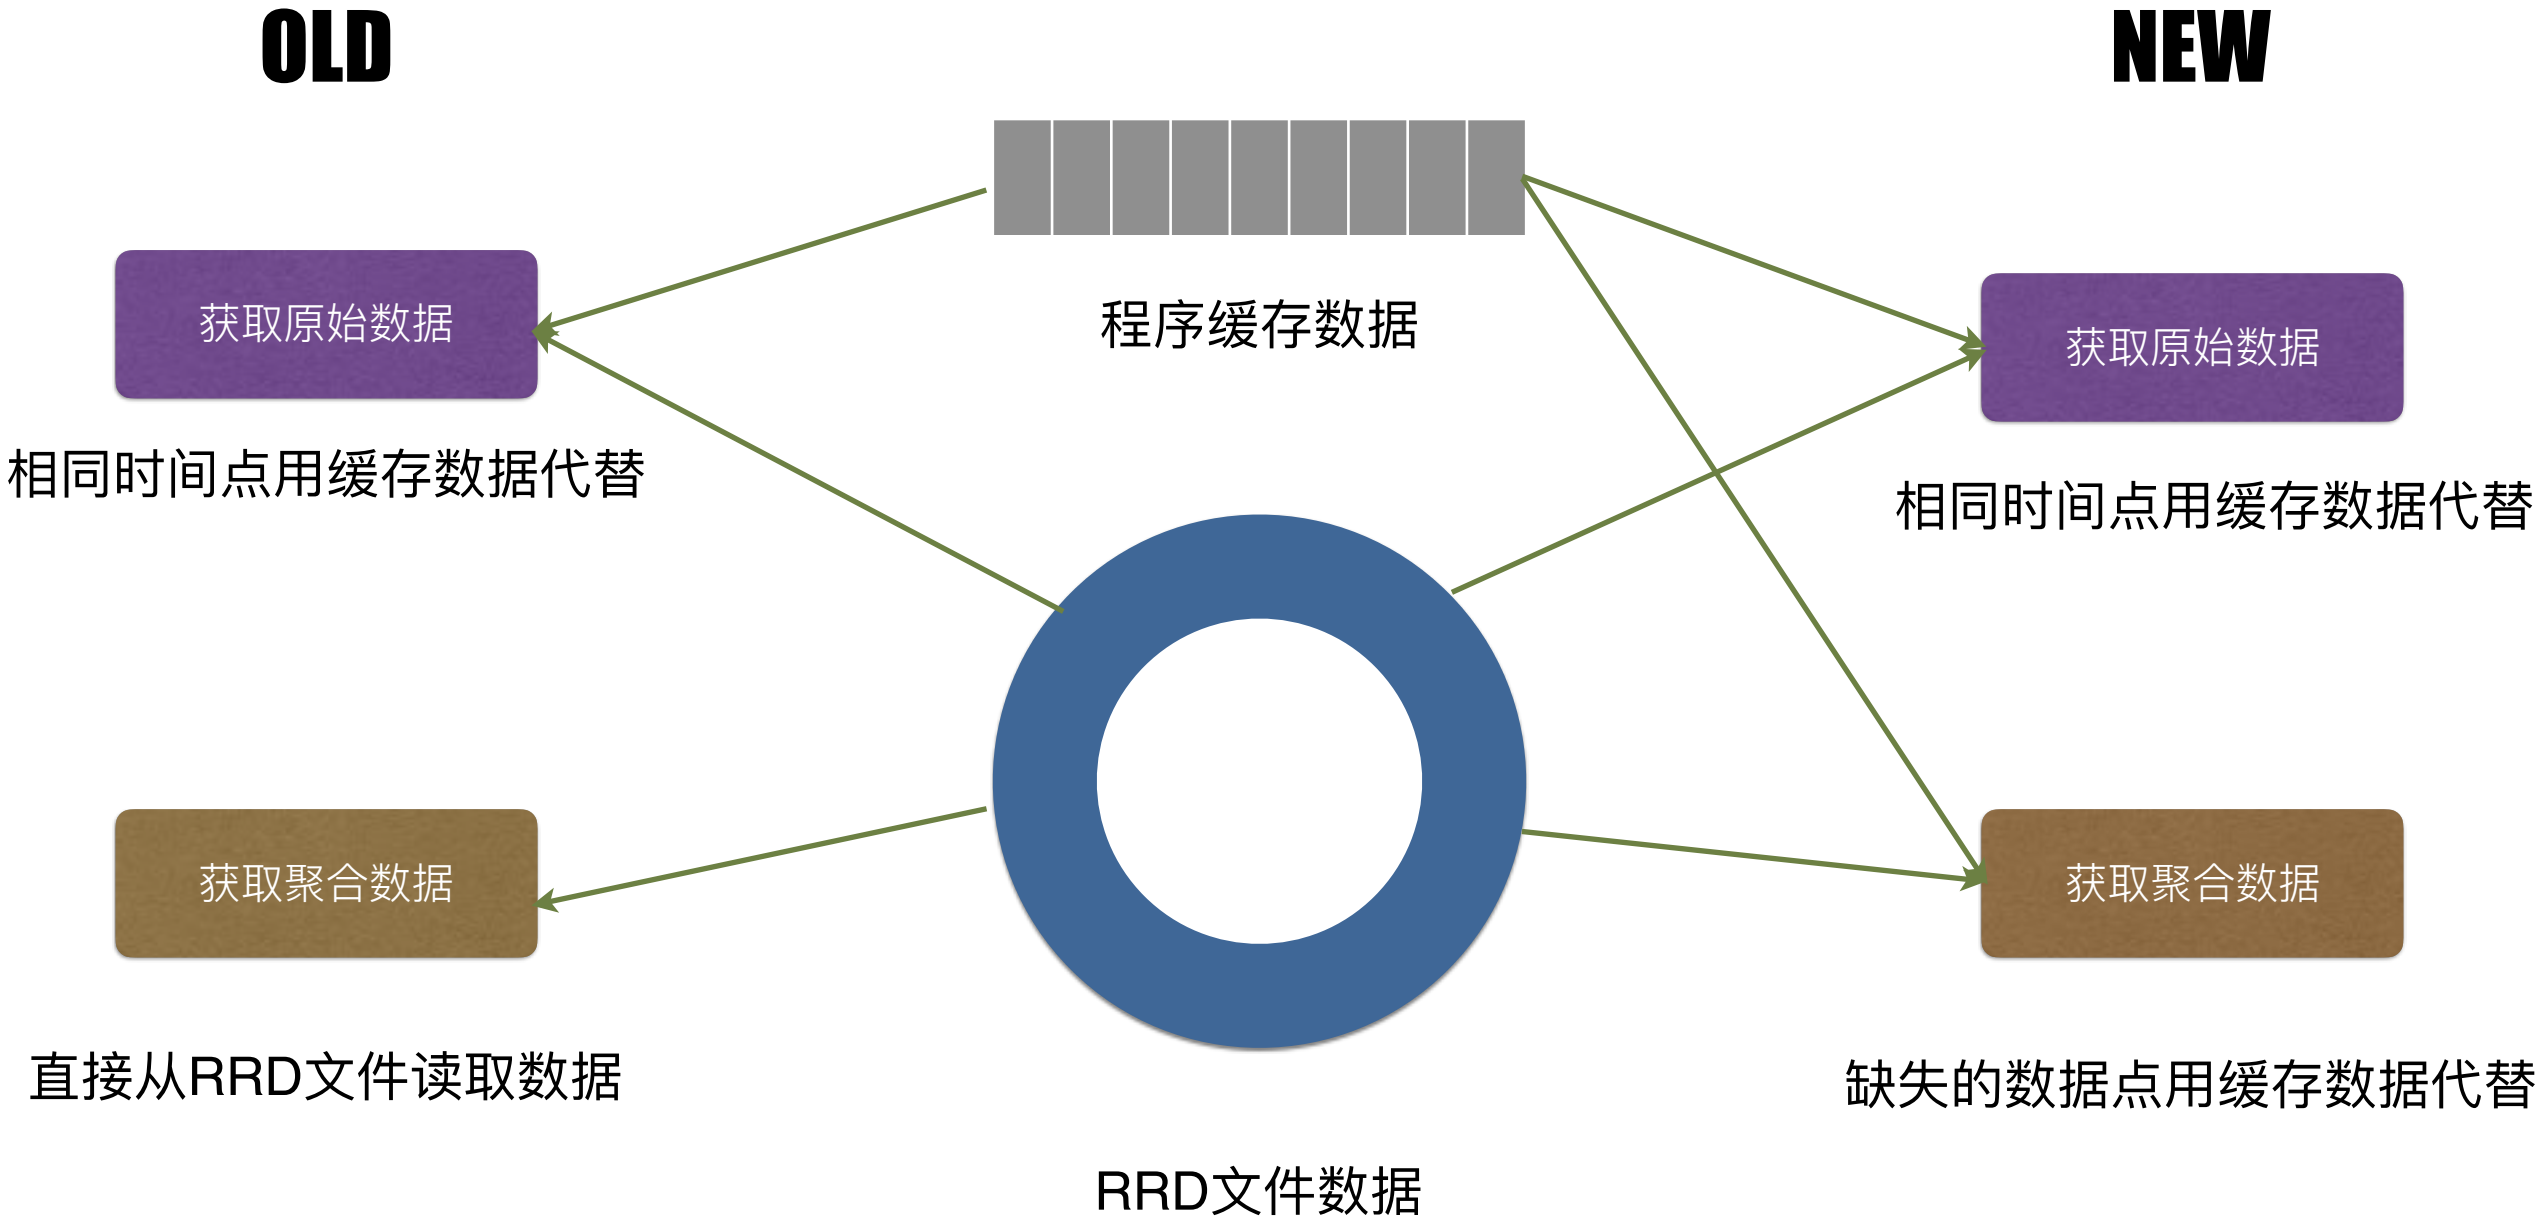 OLD
NEW
程序缓存数据
获取原始数据
相同时间点用缓存数据代替
获取原始数据
相同时间点用缓存数据代替
获取聚合数据
直接从RRD文件读取数据
获取聚合数据
缺失的数据点用缓存数据代替
RRD文件数据